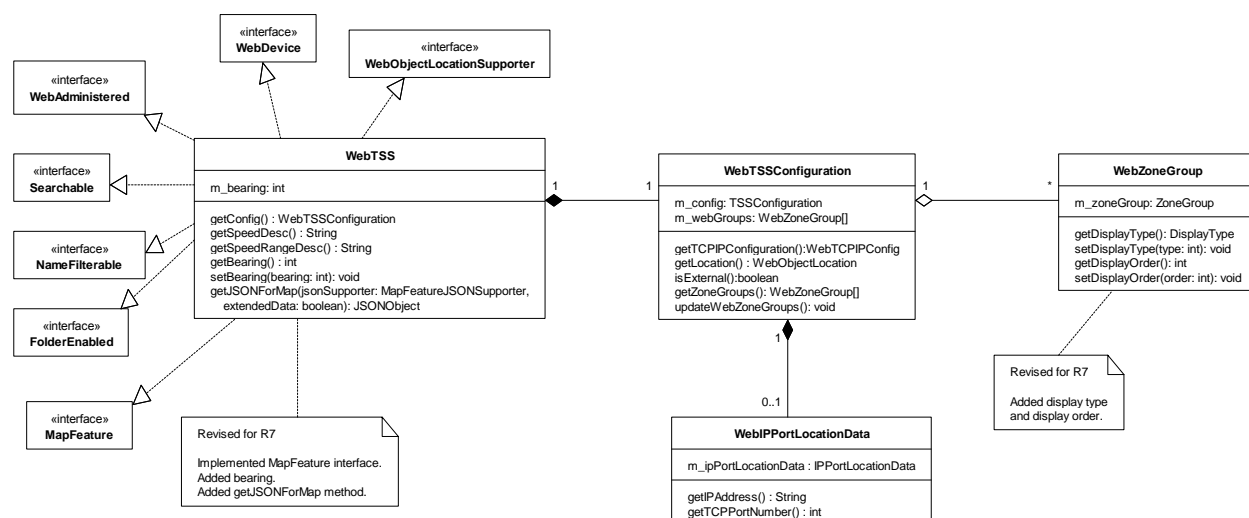 «interface»
WebDevice
«interface»
WebObjectLocationSupporter
«interface»
WebAdministered
«interface»
Searchable
«interface»
NameFilterable
«interface»
FolderEnabled
«interface»
MapFeature
WebTSS
m_bearing: int
getConfig() : WebTSSConfiguration
getSpeedDesc() : String
getSpeedRangeDesc() : String
getBearing() : int
setBearing(bearing: int): void
getJSONForMap(jsonSupporter: MapFeatureJSONSupporter,
extendedData: boolean): JSONObject
Revised for R7
Implemented MapFeature interface.
Added bearing.
Added getJSONForMap method.
1
1
WebTSSConfiguration
m_config: TSSConfiguration
m_webGroups: WebZoneGroup[]
getTCPIPConfiguration():WebTCPIPConfig
getLocation() : WebObjectLocation
isExternal():boolean
getZoneGroups(): WebZoneGroup[]
updateWebZoneGroups(): void
1
*
WebZoneGroup
m_zoneGroup: ZoneGroup
getDisplayType(): DisplayType
setDisplayType(type: int): void
getDisplayOrder(): int
setDisplayOrder(order: int): void
Revised for R7
Added display type
and display order.
1
0..1
WebIPPortLocationData
m_ipPortLocationData : IPPortLocationData
getIPAddress() : String
getTCPPortNumber() : int